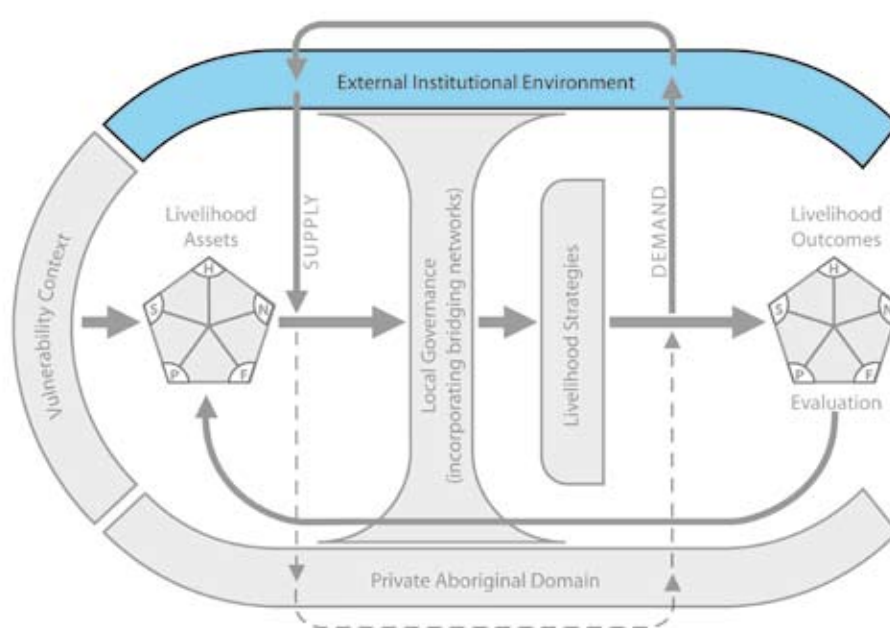 External Institutional Environment
Livelihood
Assets
H
S
N
P
F
SUPPLY
Vulnerability Context
Local Governance
(incorporating bridging networks)
Livelihood Strategies
DEMAND
Livelihood
Outcomes
H
S
N
P
F
Evaluation
Private Aboriginal Domain